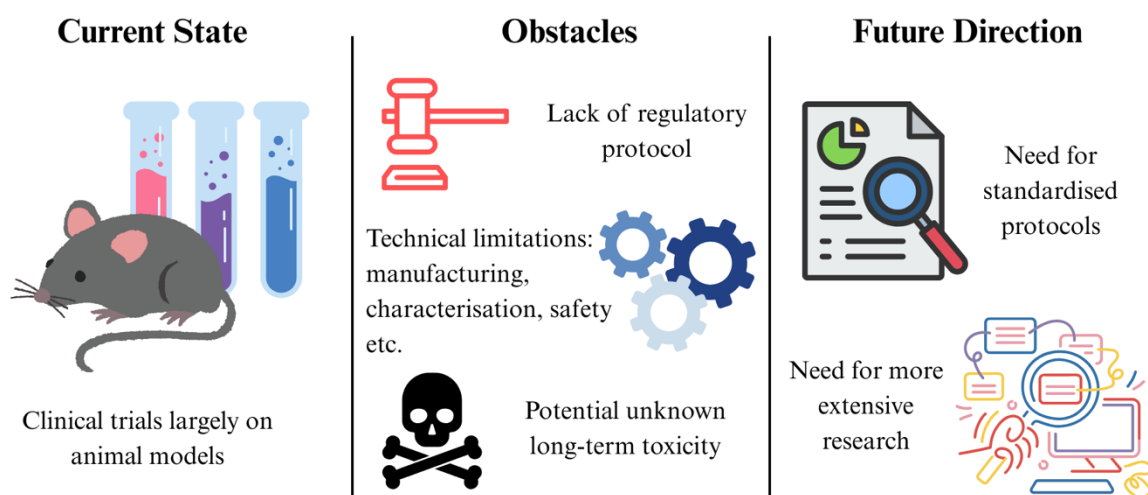 Current State
Clinical trials largely on
animal models
Obstacles
Lack of regulatory
protocol
Technical limitations:
manufacturing,
characterisation, safety
etc.
Potential unknown
long-term toxicity
Future Direction
Need for
standardised
protocols
Need for more
extensive
research